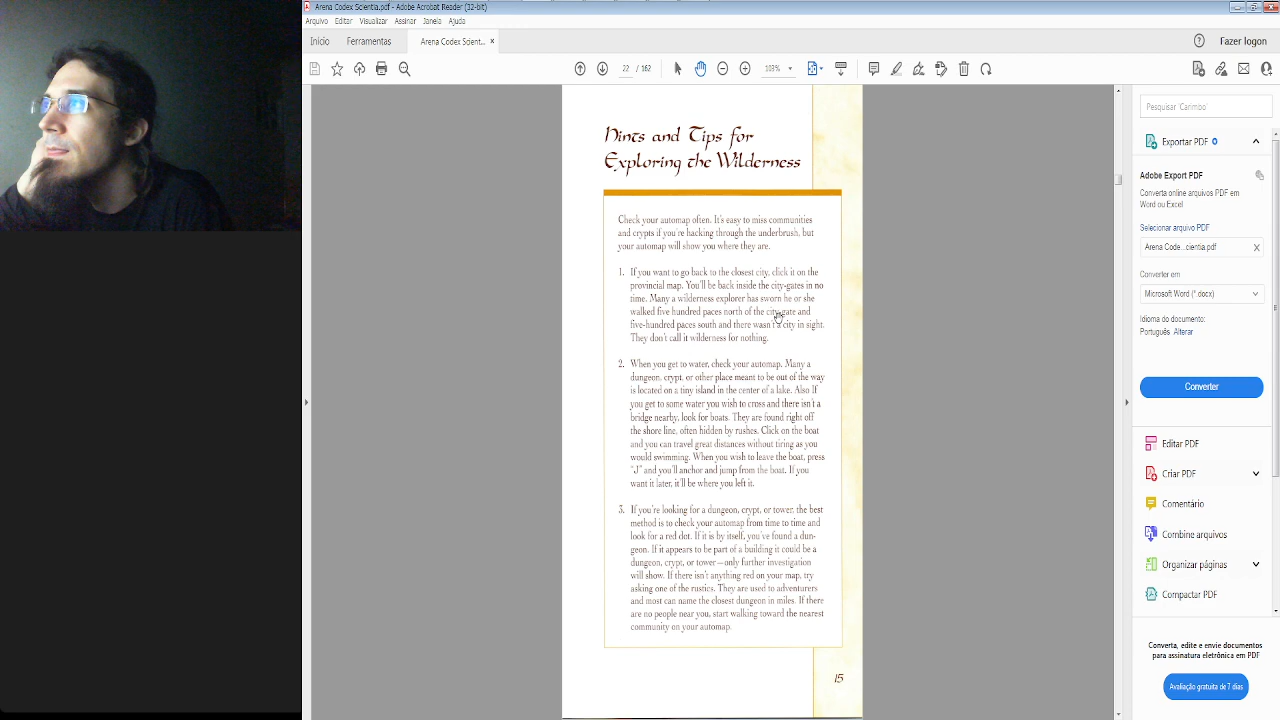 Arena Codex Scientia.pdf - Adobe Acrobat Reader (32-bit)
Arquivo Editar Visualizar Assinar Janela Ajuda
Início Ferramentas Arena Codex Scient... × Fazer logon
22 / 162 103%
Hints and Tips for
Exploring the Wilderness
Check your automap often. It's easy to miss communities
and crypts if you're hacking through the underbrush, but
your automap will show you where they are.
1. If you want to go back to the closest city, click it on the
provincial map. You'll be back inside the city-gates in no
time. Many a wilderness explorer has sworn he or she
walked five hundred paces north of the city-gate and
five-hundred paces south and there wasn't a city in sight.
They don't call it wilderness for nothing.
2. When you get to water, check your automap. Many a
dungeon, crypt, or other place meant to be out of the way
is located on a tiny island in the center of a lake. Also If
you get to some water you wish to cross and there isn't a
bridge nearby, look for boats. They are found right off
the shore line, often hidden by rushes. Click on the boat
and you can travel great distances without tiring as you
would swimming. When you wish to leave the boat, press
"J" and you'll anchor and jump from the boat. If you
want it later, it'll be where you left it.
3. If you're looking for a dungeon, crypt, or tower, the best
method is to check your automap from time to time and
look for a red dot. If it is by itself, you've found a dun-
geon. If it appears to be part of a building it could be a
dungeon, crypt, or tower—only further investigation
will show. If there isn't anything red on your map, try
asking one of the rustics. They are used to adventurers
and most can name the closest dungeon in miles. If there
are no people near you, start walking toward the nearest
community on your automap.
15
Pesquisar 'Carimbo'
Exportar PDF
Adobe Export PDF
Converta online arquivos PDF em
Word ou Excel
Selecionar arquivo PDF
Arena Code...cientia.pdf ×
Converter em
Microsoft Word (*.docx)
Idioma do documento:
Português Alterar
Converter
Editar PDF
Criar PDF
Comentário
Combine arquivos
Organizar páginas
Compactar PDF
Converta, edite e envie documentos
para assinatura eletrônica em PDF
Avaliação gratuita de 7 dias